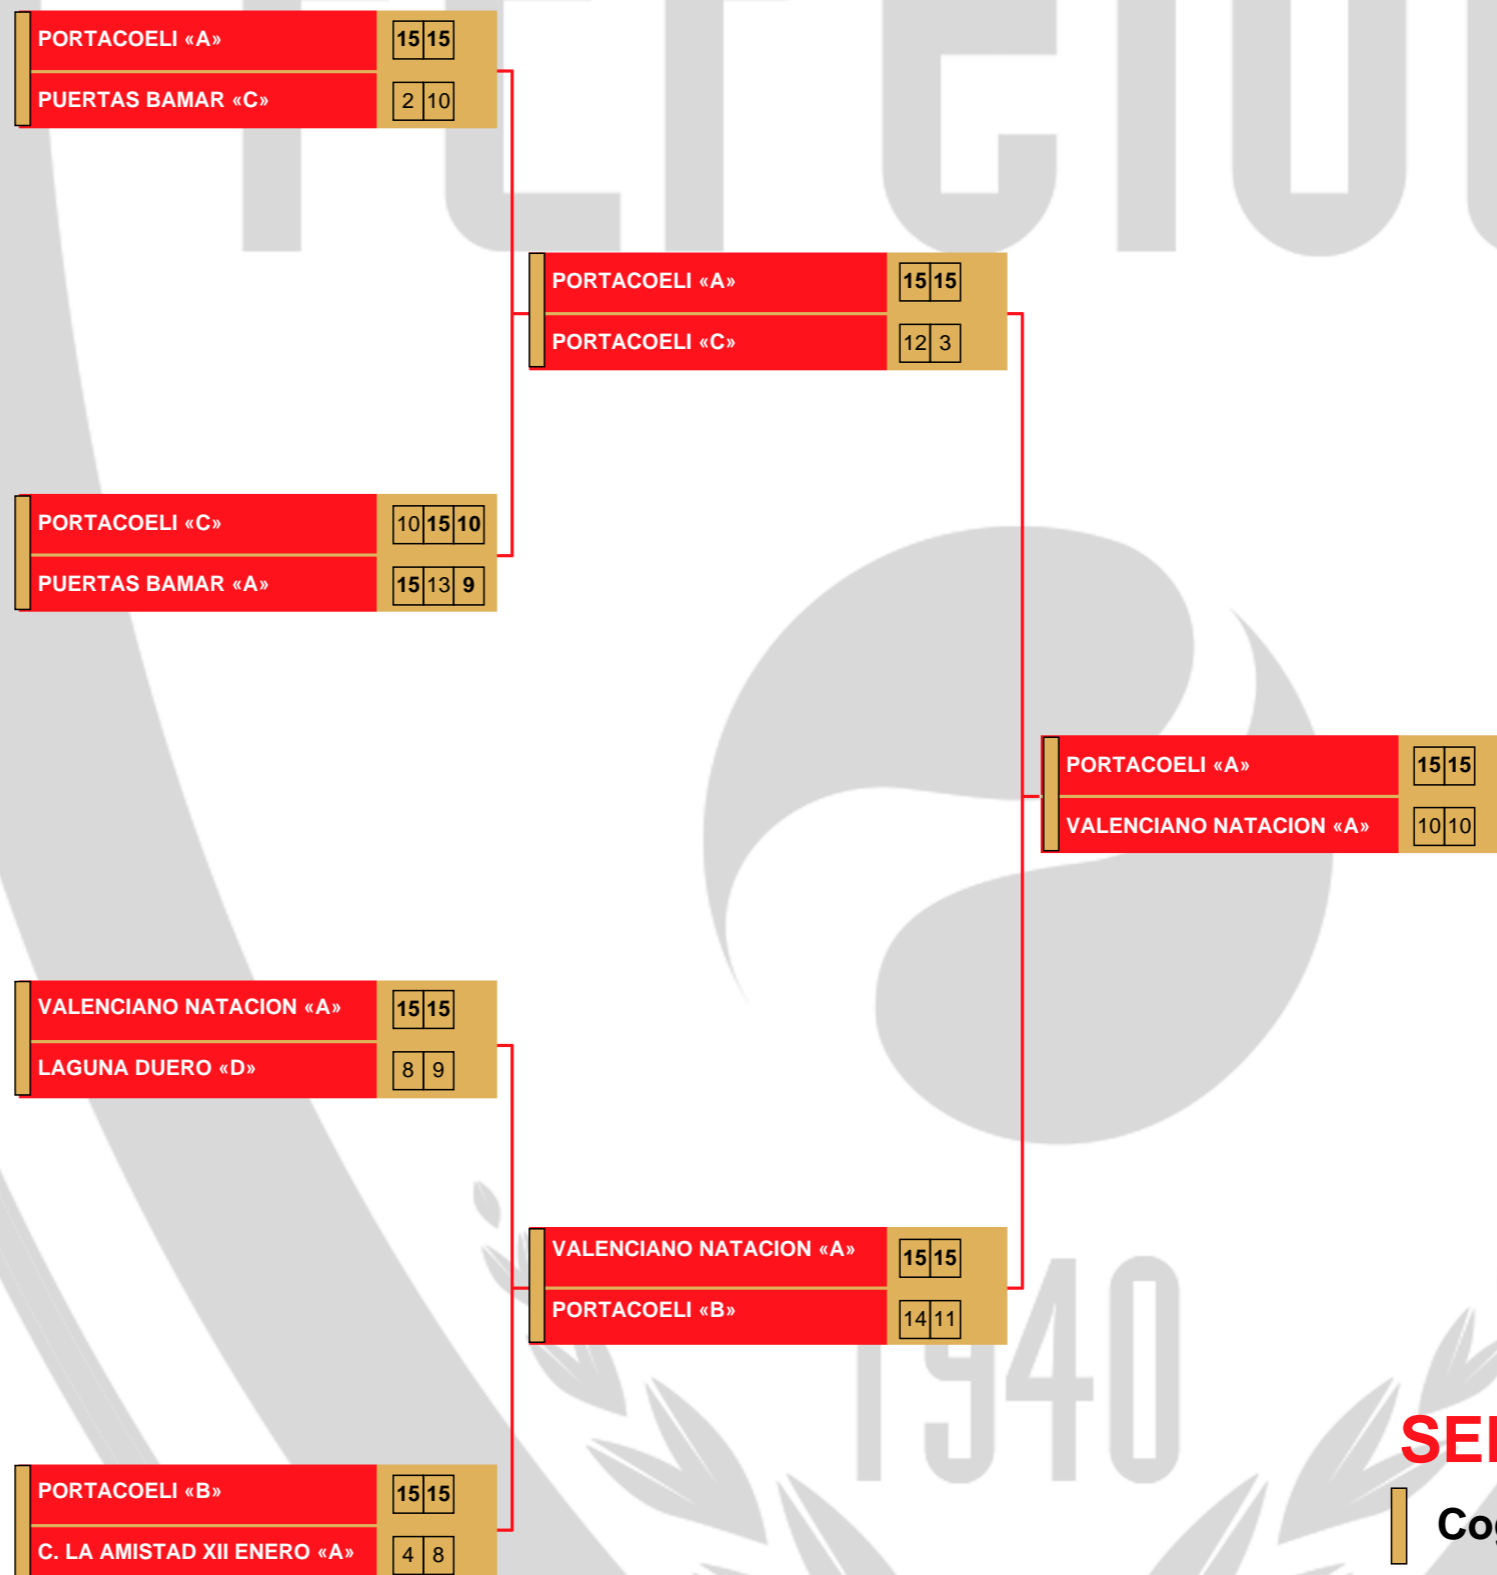 PORTACOELI «A» 15 15
PUERTAS BAMAR «C» 2 10
PORTACOELI «A» 15 15
PORTACOELI «C» 12 3
PORTACOELI «C» 10 15 10
PUERTAS BAMAR «A» 15 13 9
PORTACOELI «A» 15 15
VALENCIANO NATACION «A» 10 10
VALENCIANO NATACION «A» 15 15
LAGUNA DUERO «D» 8 9
VALENCIANO NATACION «A» 15 15
PORTACOELI «B» 14 11
1940
PORTACOELI «B» 15 15
C. LA AMISTAD XII ENERO «A» 4 8